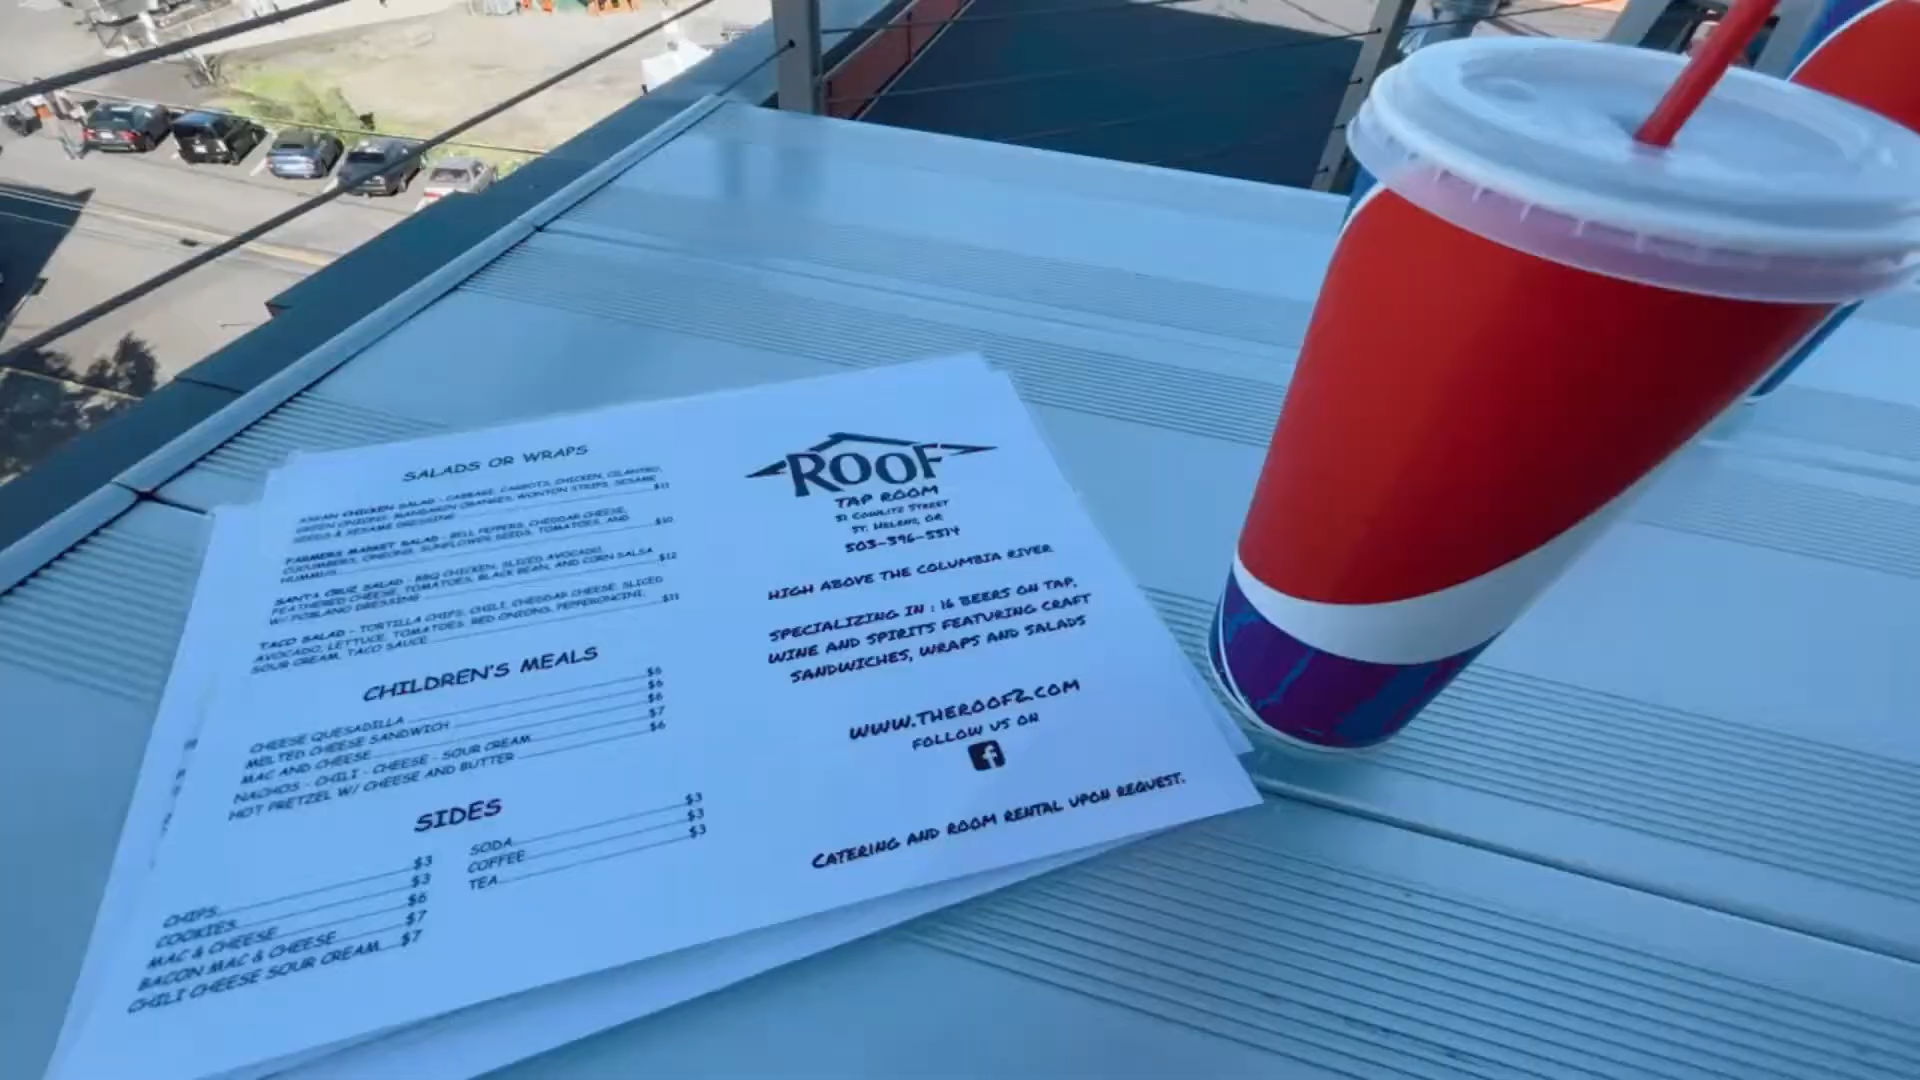 SALADS OR WRAPS
ASIAN CHICKEN SALAD - CABBAGE, CARROTS, CHICKEN, CILANTRO,
GREEN ONIONS, MANDARIN ORANGES, WONTON STRIPS, SESAME
SEEDS & SESAME DRESSING $11
FARMERS MARKET SALAD - BELL PEPPERS, CHEDDAR CHEESE,
CUCUMBERS, ONIONS, SUNFLOWER SEEDS, TOMATOES, AND
HUMMUS $10
SANTA CRUZ SALAD - BBQ CHICKEN, SLICED AVOCADO,
FEATHERED CHEESE, TOMATOES, BLACK BEAN, AND CORN SALSA
W/ POBLANO DRESSING $12
TACO SALAD - TORTILLA CHIPS, CHILI, CHEDDAR CHEESE, SLICED
AVOCADO, LETTUCE, TOMATOES, RED ONIONS, PEPPERONCINI,
SOUR CREAM, TACO SAUCE $11
CHILDREN'S MEALS
CHEESE QUESADILLA $6
MELTED CHEESE SANDWICH $6
MAC AND CHEESE $6
NACHOS - CHILI - CHEESE - SOUR CREAM $7
HOT PRETZEL W/ CHEESE AND BUTTER $6
SIDES
CHIPS $3
COOKIES $3
MAC & CHEESE $6
BACON MAC & CHEESE $7
CHILI CHEESE SOUR CREAM $7
SODA $3
COFFEE $3
TEA $3
ROOF
TAP ROOM
31 COWLITZ STREET
ST. HELENS, OR
503-396-5514
HIGH ABOVE THE COLUMBIA RIVER
SPECIALIZING IN : 16 BEERS ON TAP,
WINE AND SPIRITS FEATURING CRAFT
SANDWICHES, WRAPS AND SALADS
WWW.THEROOF2.COM
FOLLOW US ON
f
CATERING AND ROOM RENTAL UPON REQUEST.